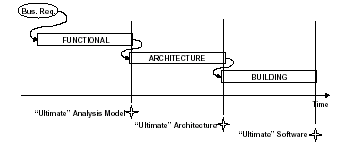 Bus. Req.
FUNCTIONAL
ARCHITECTURE
BUILDING
Time
“Ultimate” Analysis Model
“Ultimate” Architecture
“Ultimate” Software